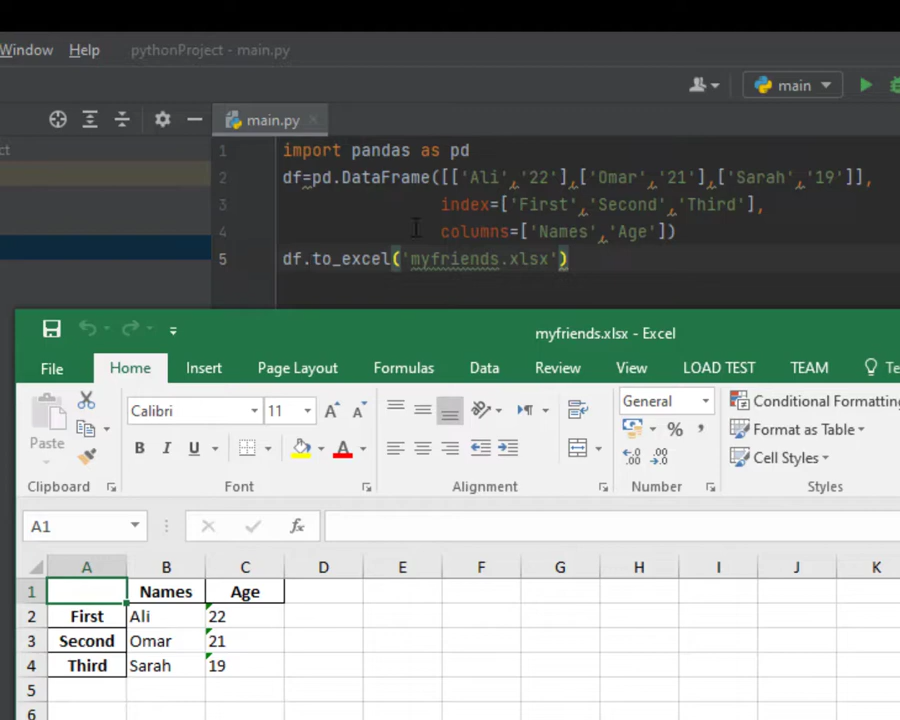 Window Help pythonProject - main.py
main
main.py
ct
1 import pandas as pd
2 df=pd.DataFrame([['Ali','22'],['Omar','21'],['Sarah','19']],
3 index=['First','Second','Third'],
4 columns=['Names','Age'])
5 df.to_excel('myfriends.xlsx')
myfriends.xlsx - Excel
File Home Insert Page Layout Formulas Data Review View LOAD TEST TEAM Te
Paste Calibri 11 General Conditional Formatting
B I U A % , Format as Table
Cell Styles
Clipboard Font Alignment Number Styles
A1 fx
A B C D E F G H I J K
1 Names Age
2 First Ali 22
3 Second Omar 21
4 Third Sarah 19
5
6